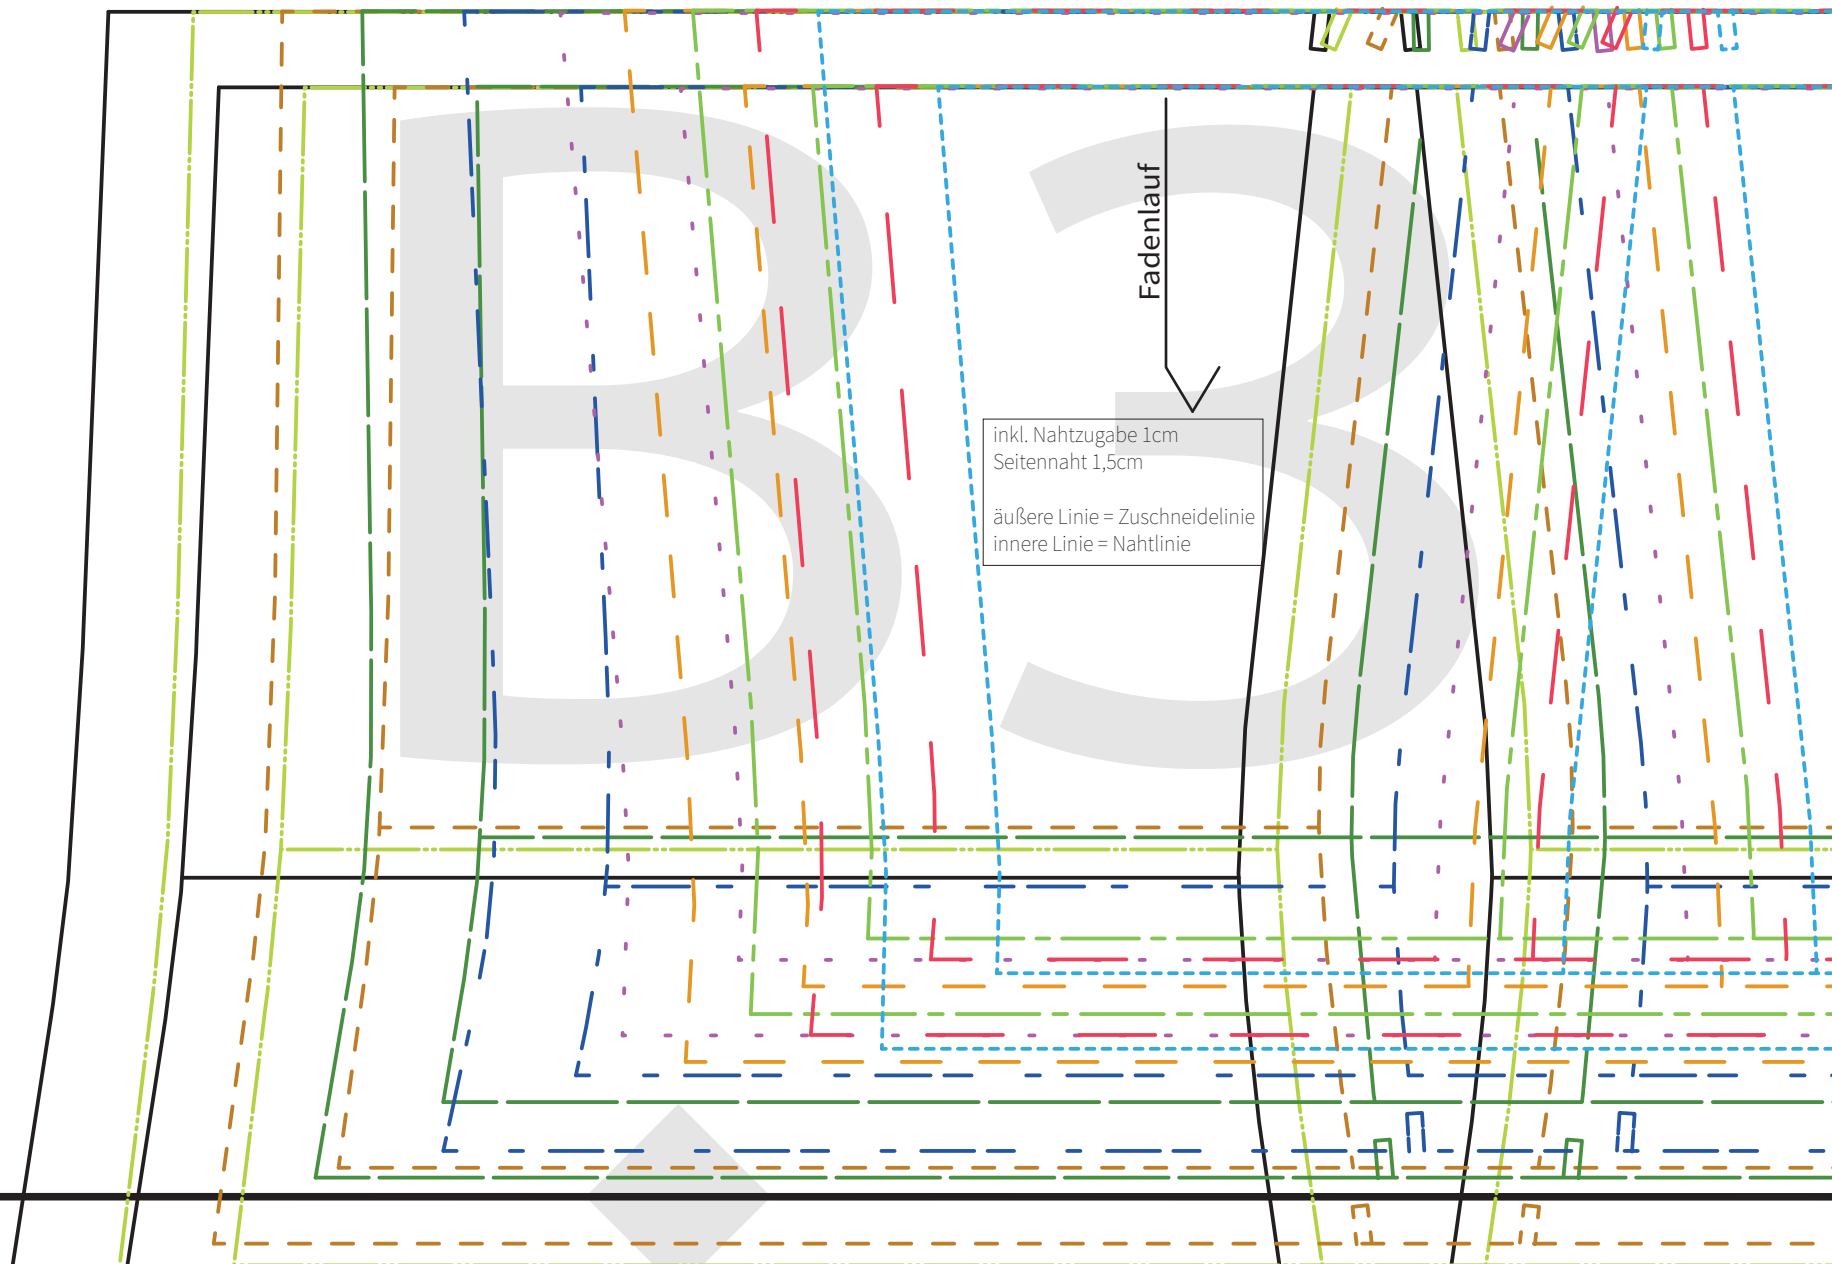 B3
Fadenlauf
inkl. Nahtzugabe 1cm
Seitennaht 1,5cm
äußere Linie = Zuschneidelinie
innere Linie = Nahtlinie